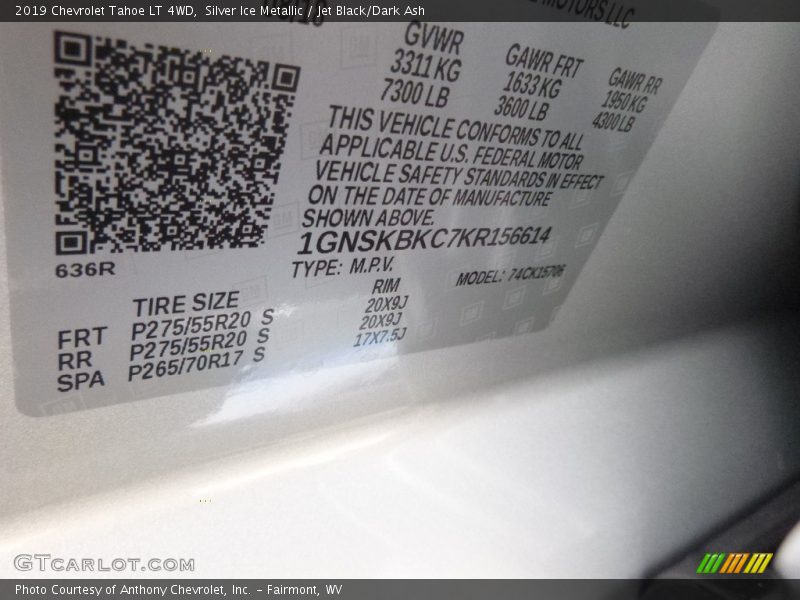 2019 Chevrolet Tahoe LT 4WD, Silver Ice Metallic / Jet Black/Dark Ash
MOTORS LLC
GVWR
3311 KG
7300 LB
GAWR FRT
1633 KG
3600 LB
GAWR RR
1950 KG
4300 LB
THIS VEHICLE CONFORMS TO ALL
APPLICABLE U.S. FEDERAL MOTOR
VEHICLE SAFETY STANDARDS IN EFFECT
ON THE DATE OF MANUFACTURE
SHOWN ABOVE.
1GNSKBKC7KR156614
636R
TYPE: M.P.V.
MODEL: 74CK15706
TIRE SIZE RIM
FRT P275/55R20 S 20X9J
RR P275/55R20 S 20X9J
SPA P265/70R17 S 17X7.5J
GTCARLOT.COM
Photo Courtesy of Anthony Chevrolet, Inc. – Fairmont, WV